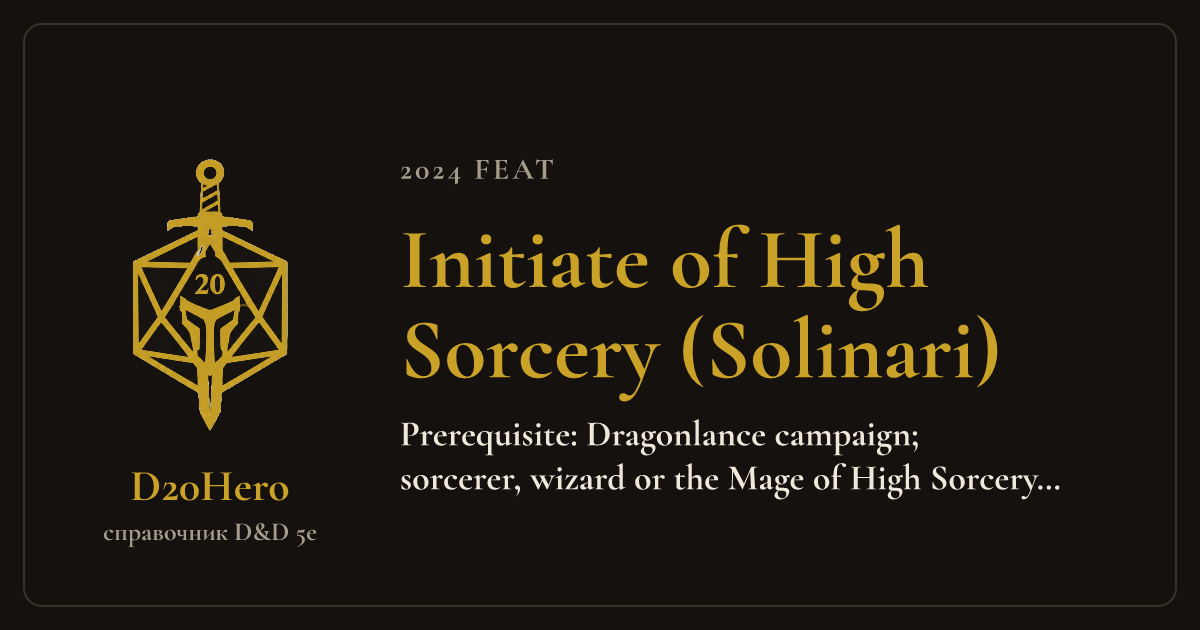 20
D20Hero
справочник D&D 5e
2024 FEAT
Initiate of High
Sorcery (Solinari)
Prerequisite: Dragonlance campaign;
sorcerer, wizard or the Mage of High Sorcery...